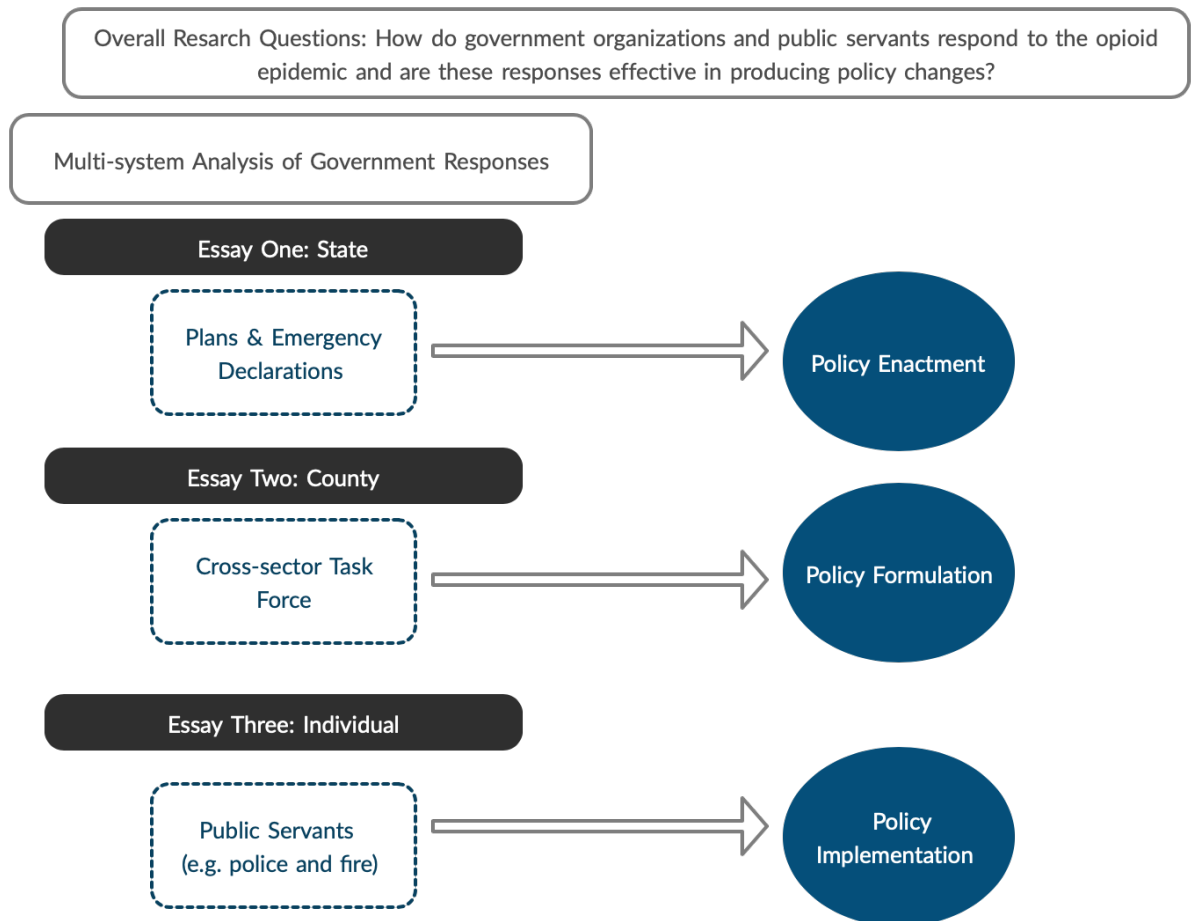 Overall Resarch Questions: How do government organizations and public servants respond to the opioid
epidemic and are these responses effective in producing policy changes?
Multi-system Analysis of Government Responses
Essay One: State
Plans & Emergency
Declarations
Policy Enactment
Essay Two: County
Cross-sector Task
Force
Policy Formulation
Essay Three: Individual
Public Servants
(e.g. police and fire)
Policy
Implementation